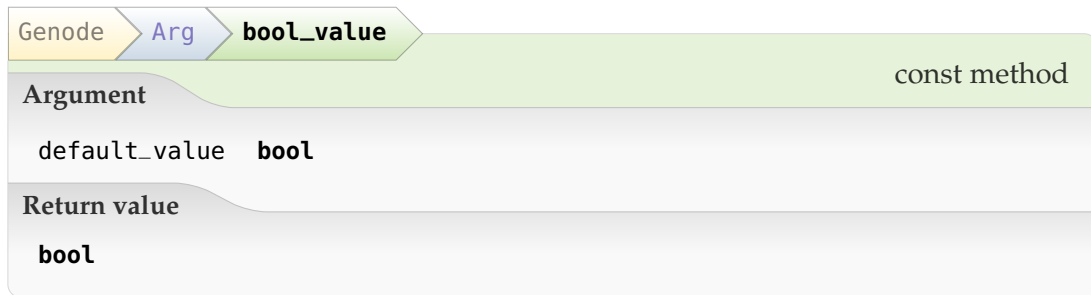 Genode Arg bool_value
const method
Argument
default_value bool
Return value
bool